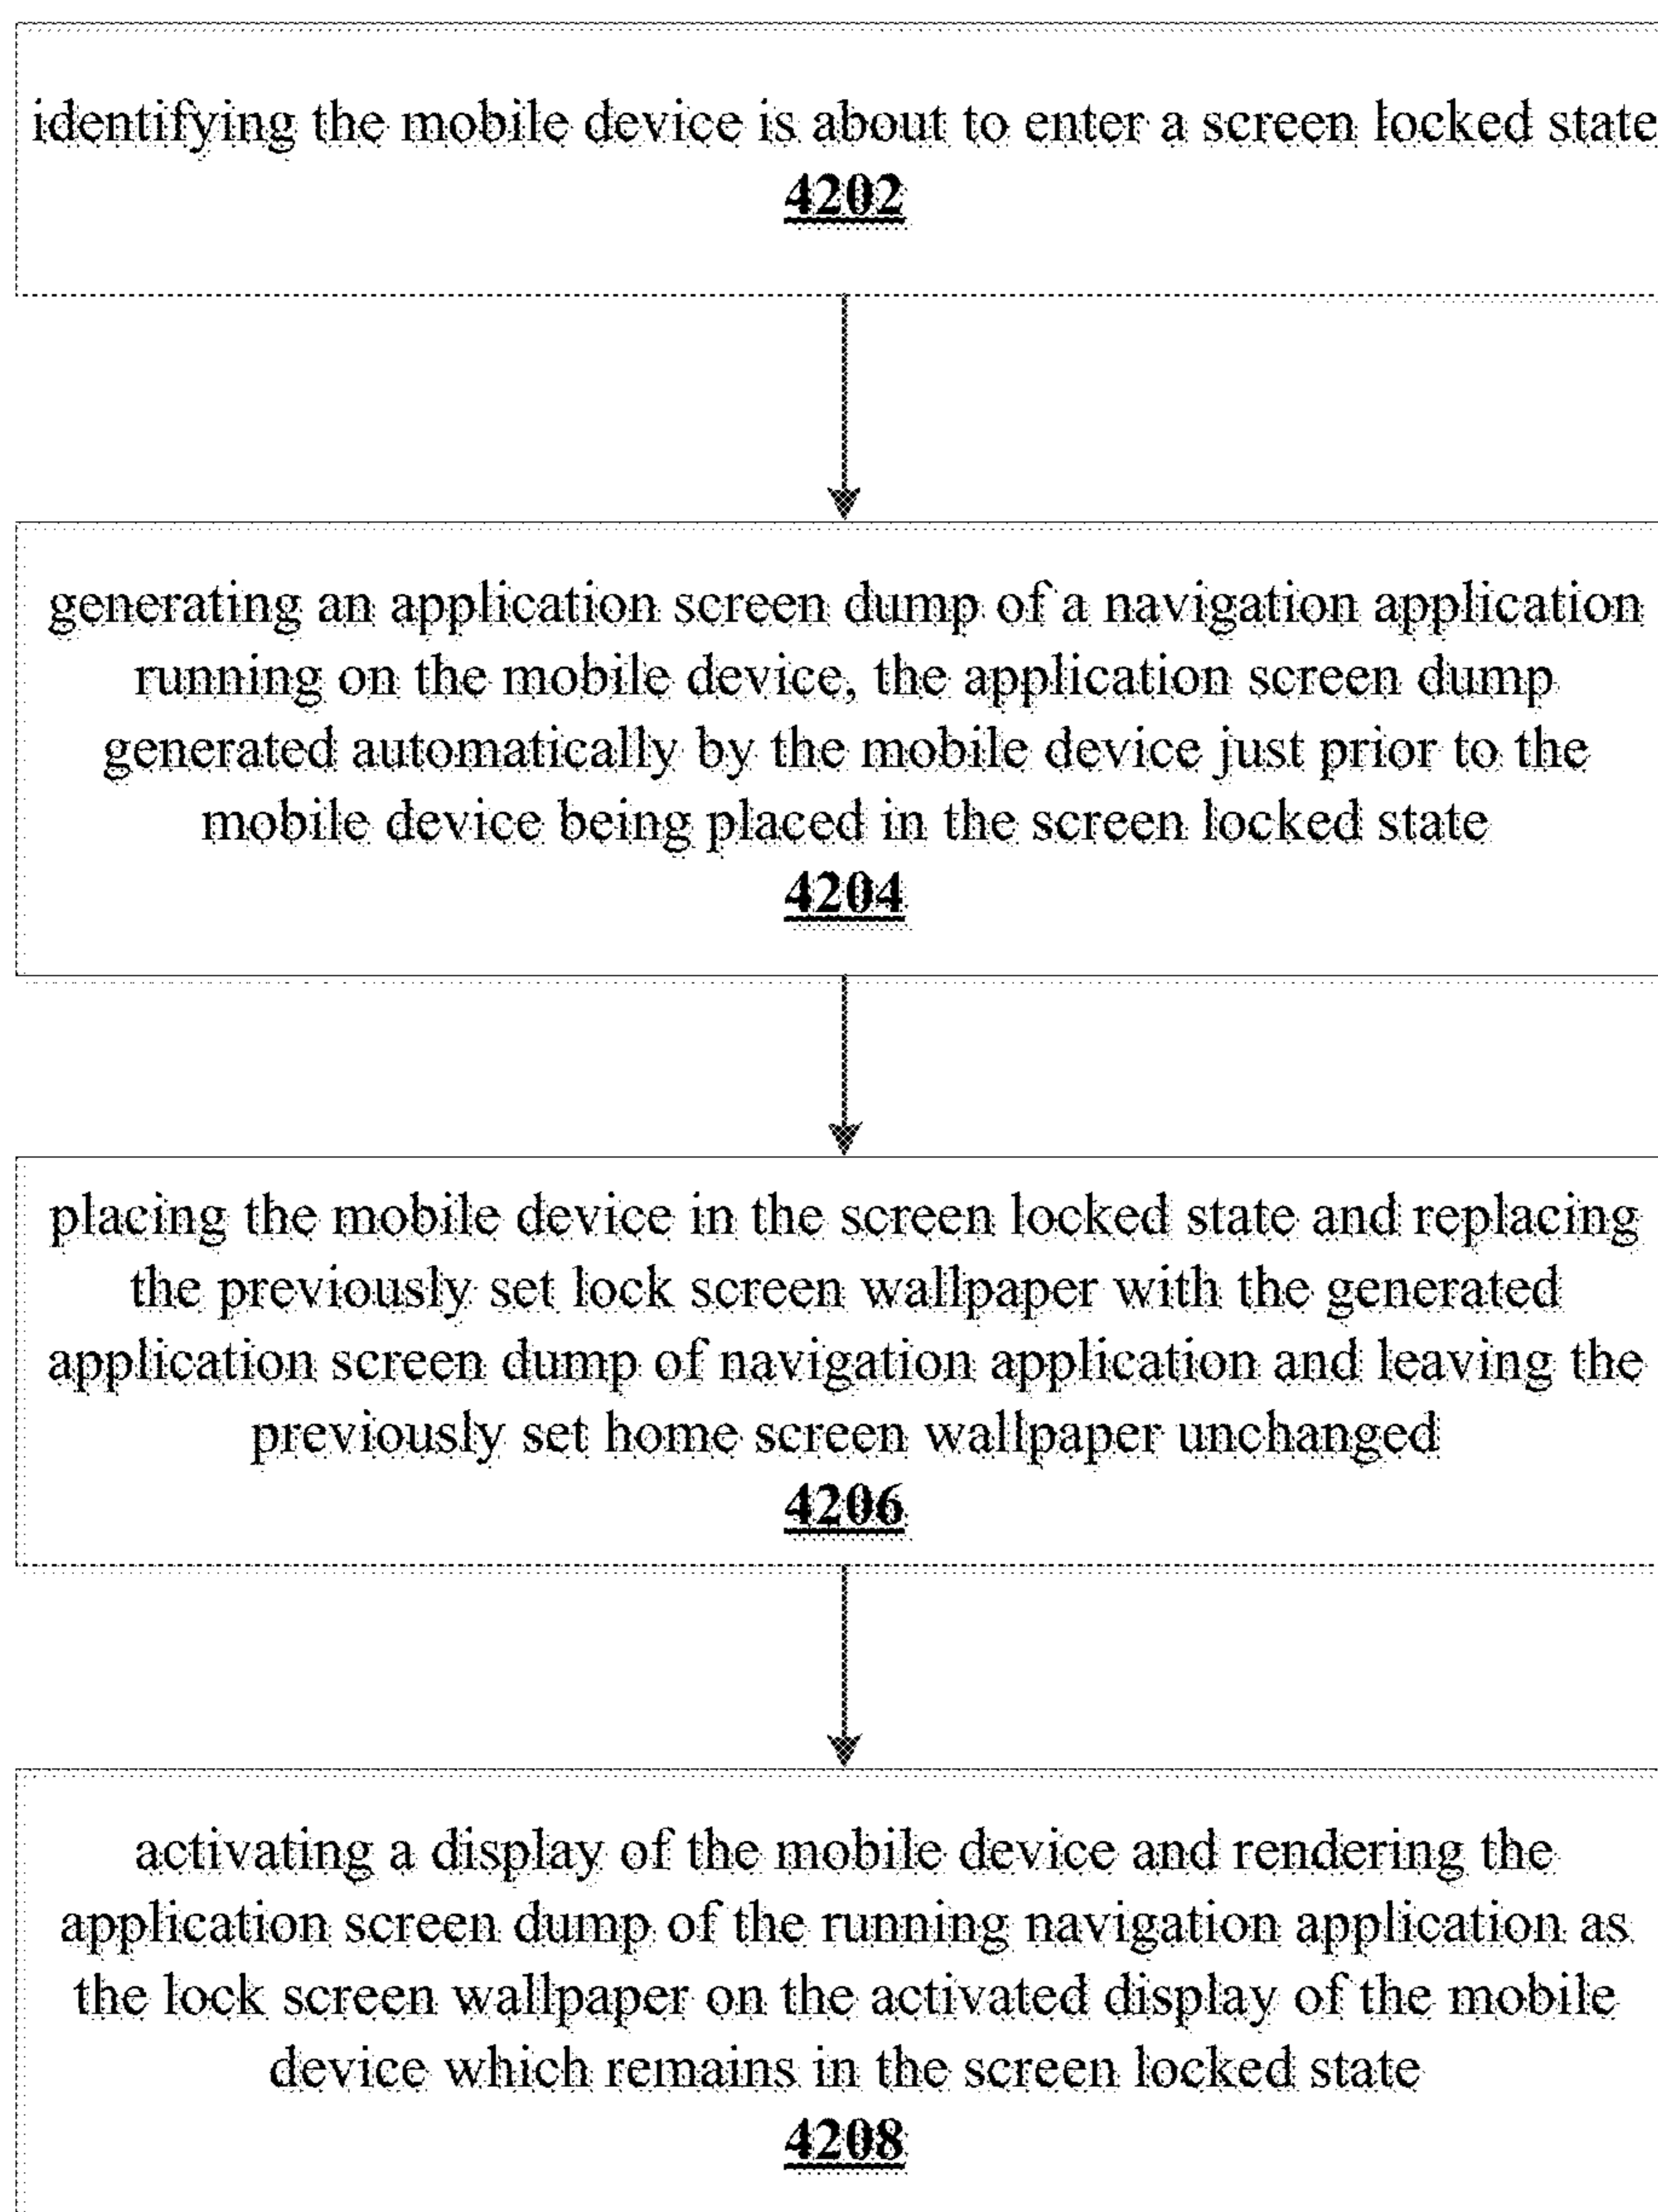 identifying the mobile device is about to enter a screen locked state
4202
generating an application screen dump of a navigation application
running on the mobile device, the application screen dump
generated automatically by the mobile device just prior to the
mobile device being placed in the screen locked state
4204
placing the mobile device in the screen locked state and replacing
the previously set lock screen wallpaper with the generated
application screen dump of navigation application and leaving the
previously set home screen wallpaper unchanged
4206
activating a display of the mobile device and rendering the
application screen dump of the running navigation application as
the lock screen wallpaper on the activated display of the mobile
device which remains in the screen locked state
4208